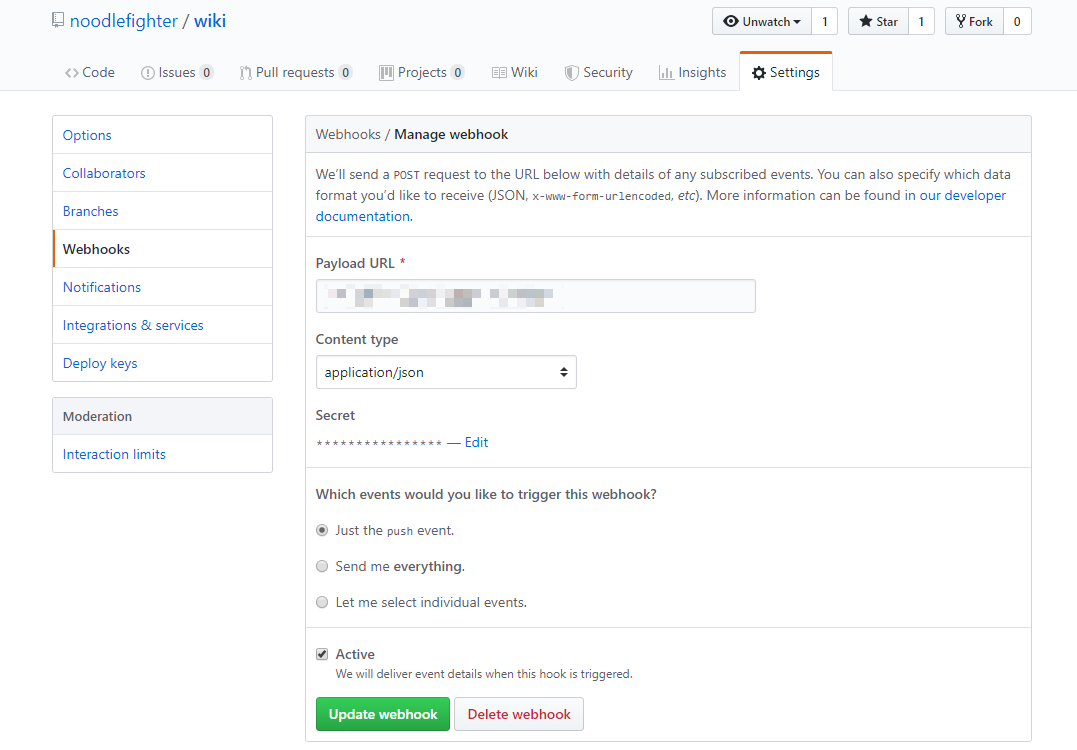 noodlefighter / wiki
Unwatch 1 Star 1 Fork 0
Code Issues 0 Pull requests 0 Projects 0 Wiki Security Insights Settings
Options
Collaborators
Branches
Webhooks
Notifications
Integrations & services
Deploy keys
Moderation
Interaction limits
Webhooks / Manage webhook
We’ll send a POST request to the URL below with details of any subscribed events. You can also specify which data
format you’d like to receive (JSON, x-www-form-urlencoded, etc). More information can be found in our developer
documentation.
Payload URL *
Content type
application/json
Secret
**************** — Edit
Which events would you like to trigger this webhook?
Just the push event.
Send me everything.
Let me select individual events.
Active
We will deliver event details when this hook is triggered.
Update webhook Delete webhook